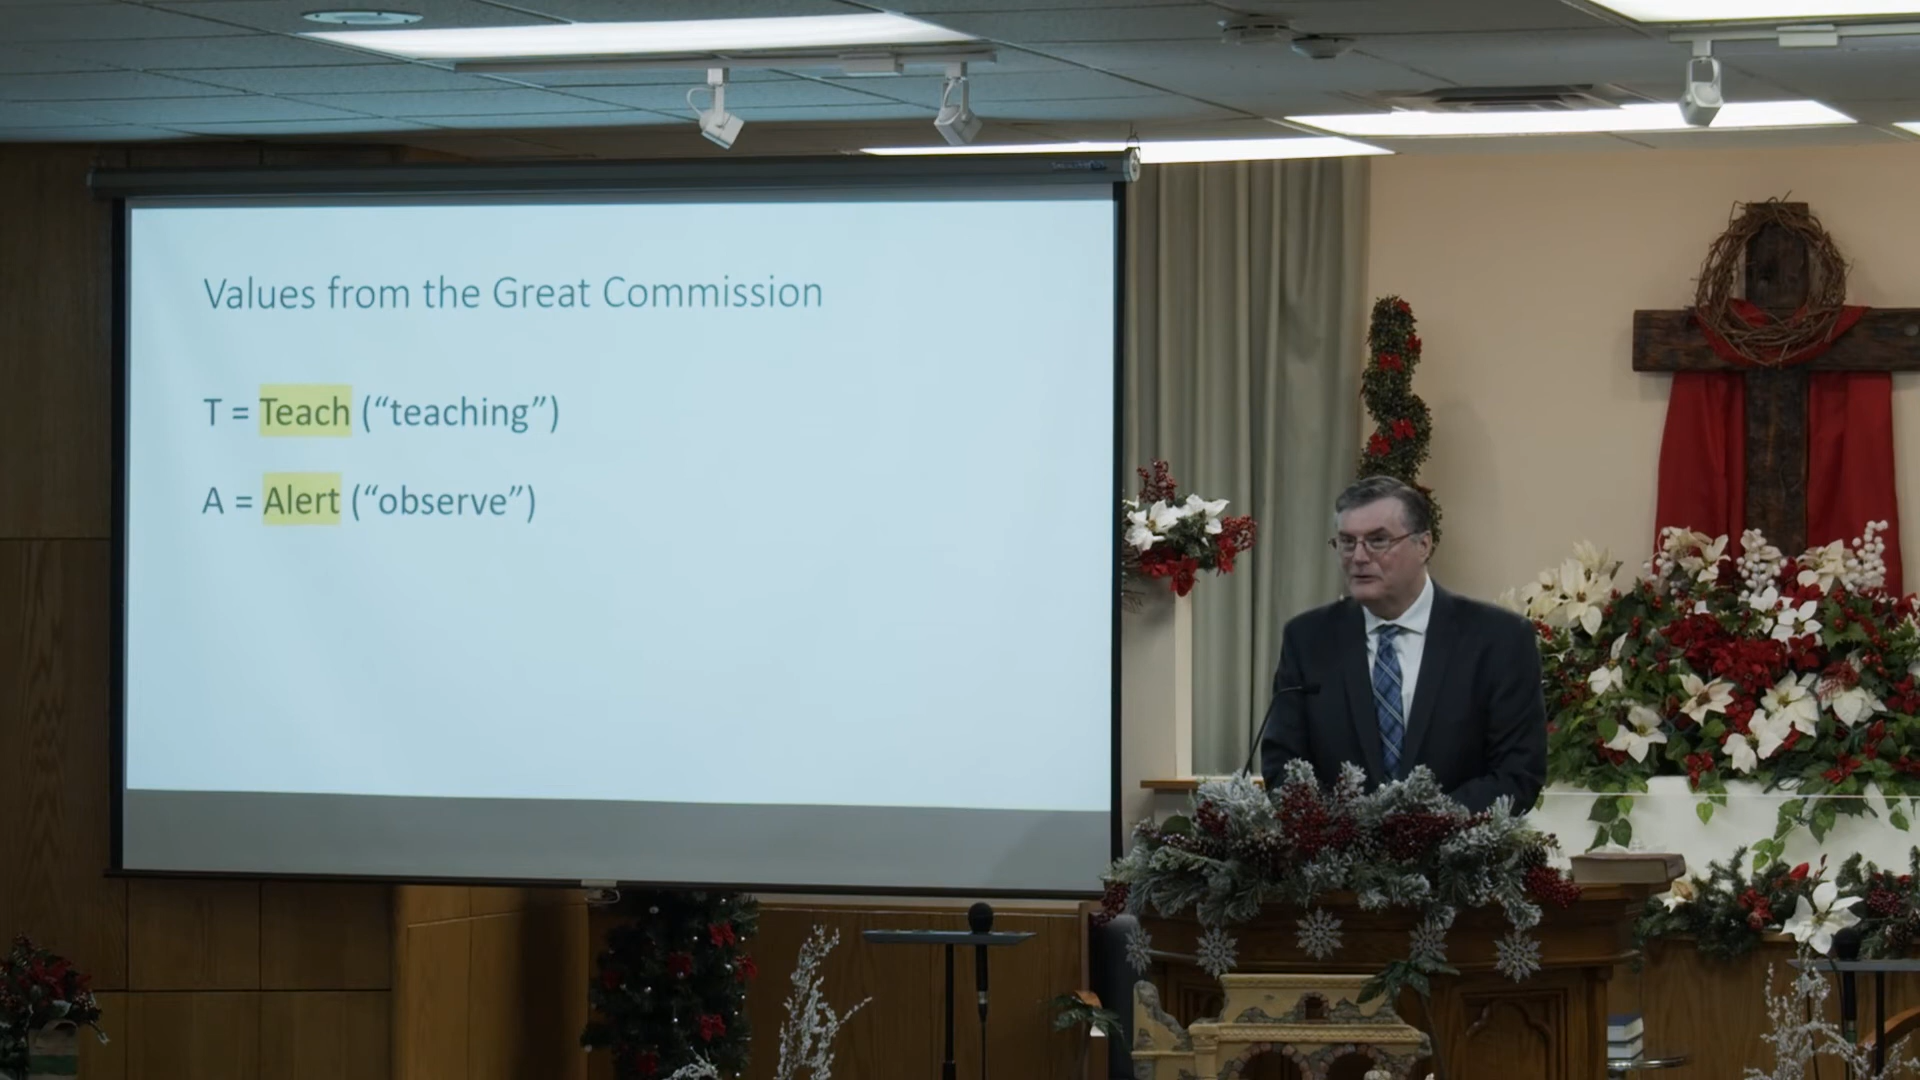 Values from the Great Commission
T = Teach (“teaching”)
A = Alert (“observe”)